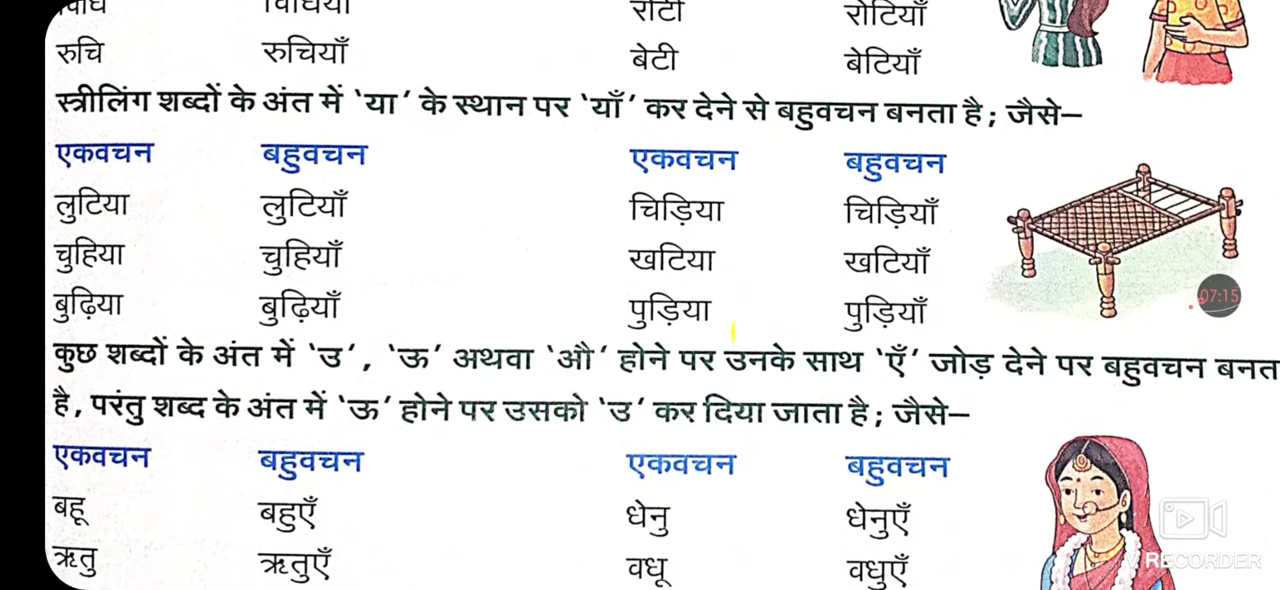 विधि विधियाँ रोटी रोटियाँ
रुचि रुचियाँ बेटी बेटियाँ
स्त्रीलिंग शब्दों के अंत में ‘या’ के स्थान पर ‘याँ’ कर देने से बहुवचन बनता है; जैसे—
एकवचन बहुवचन एकवचन बहुवचन
लुटिया लुटियाँ चिड़िया चिड़ियाँ
चुहिया चुहियाँ खटिया खटियाँ
07:15
बुढ़िया बुढ़ियाँ पुड़िया पुड़ियाँ
कुछ शब्दों के अंत में ‘उ’, ‘ऊ’ अथवा ‘औ’ होने पर उनके साथ ‘एँ’ जोड़ देने पर बहुवचन बनत
है, परंतु शब्द के अंत में ‘ऊ’ होने पर उसको ‘उ’ कर दिया जाता है; जैसे—
एकवचन बहुवचन एकवचन बहुवचन
बहू बहुएँ धेनु धेनुएँ
ऋतु ऋतुएँ वधू वधुएँ
V RECORDER